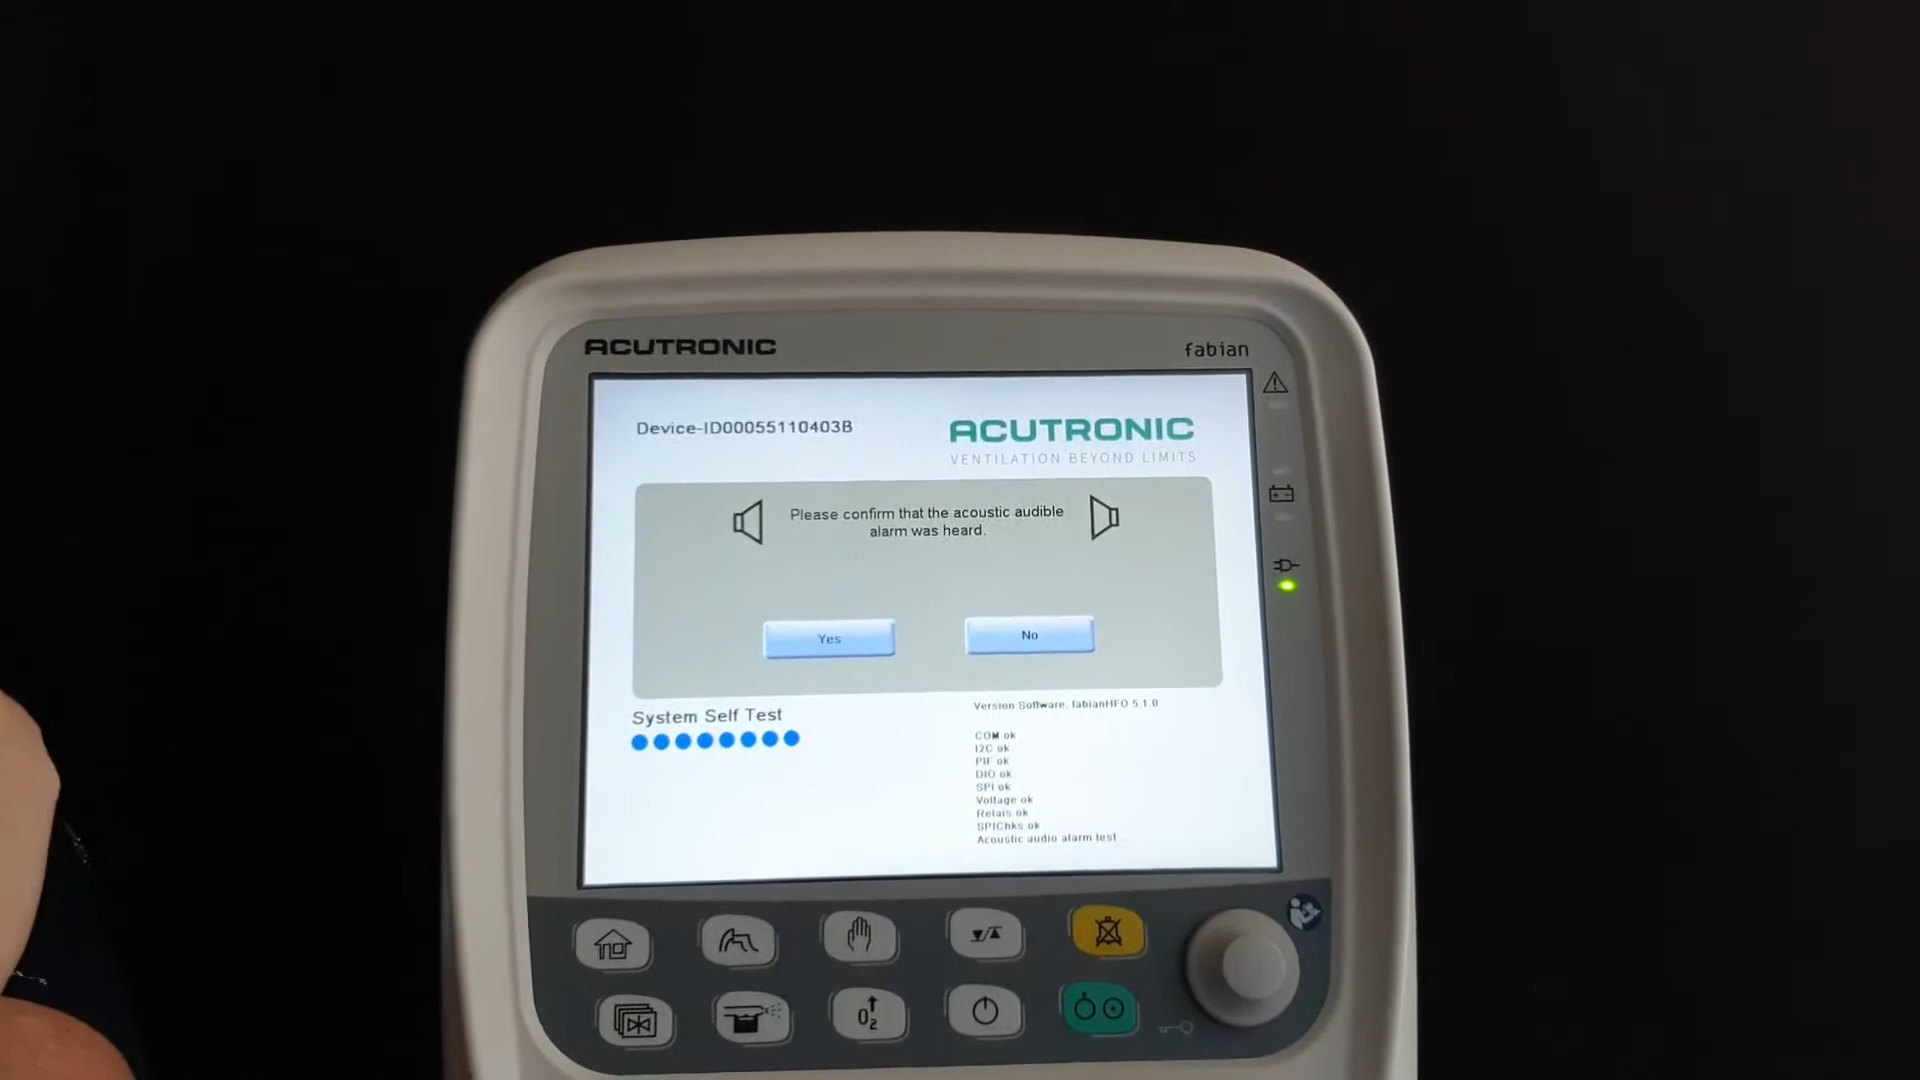 ACUTRONIC
fabian
Device-ID00055110403B
ACUTRONIC
VENTILATION BEYOND LIMITS
Please confirm that the acoustic audible
alarm was heard.
Yes
No
System Self Test
Version Software: fabianHFO 5.1.0
COM ok
I2C ok
PIF ok
DIO ok
SPI ok
Voltage ok
Relais ok
SPIChks ok
Acoustic audio alarm test...
O2